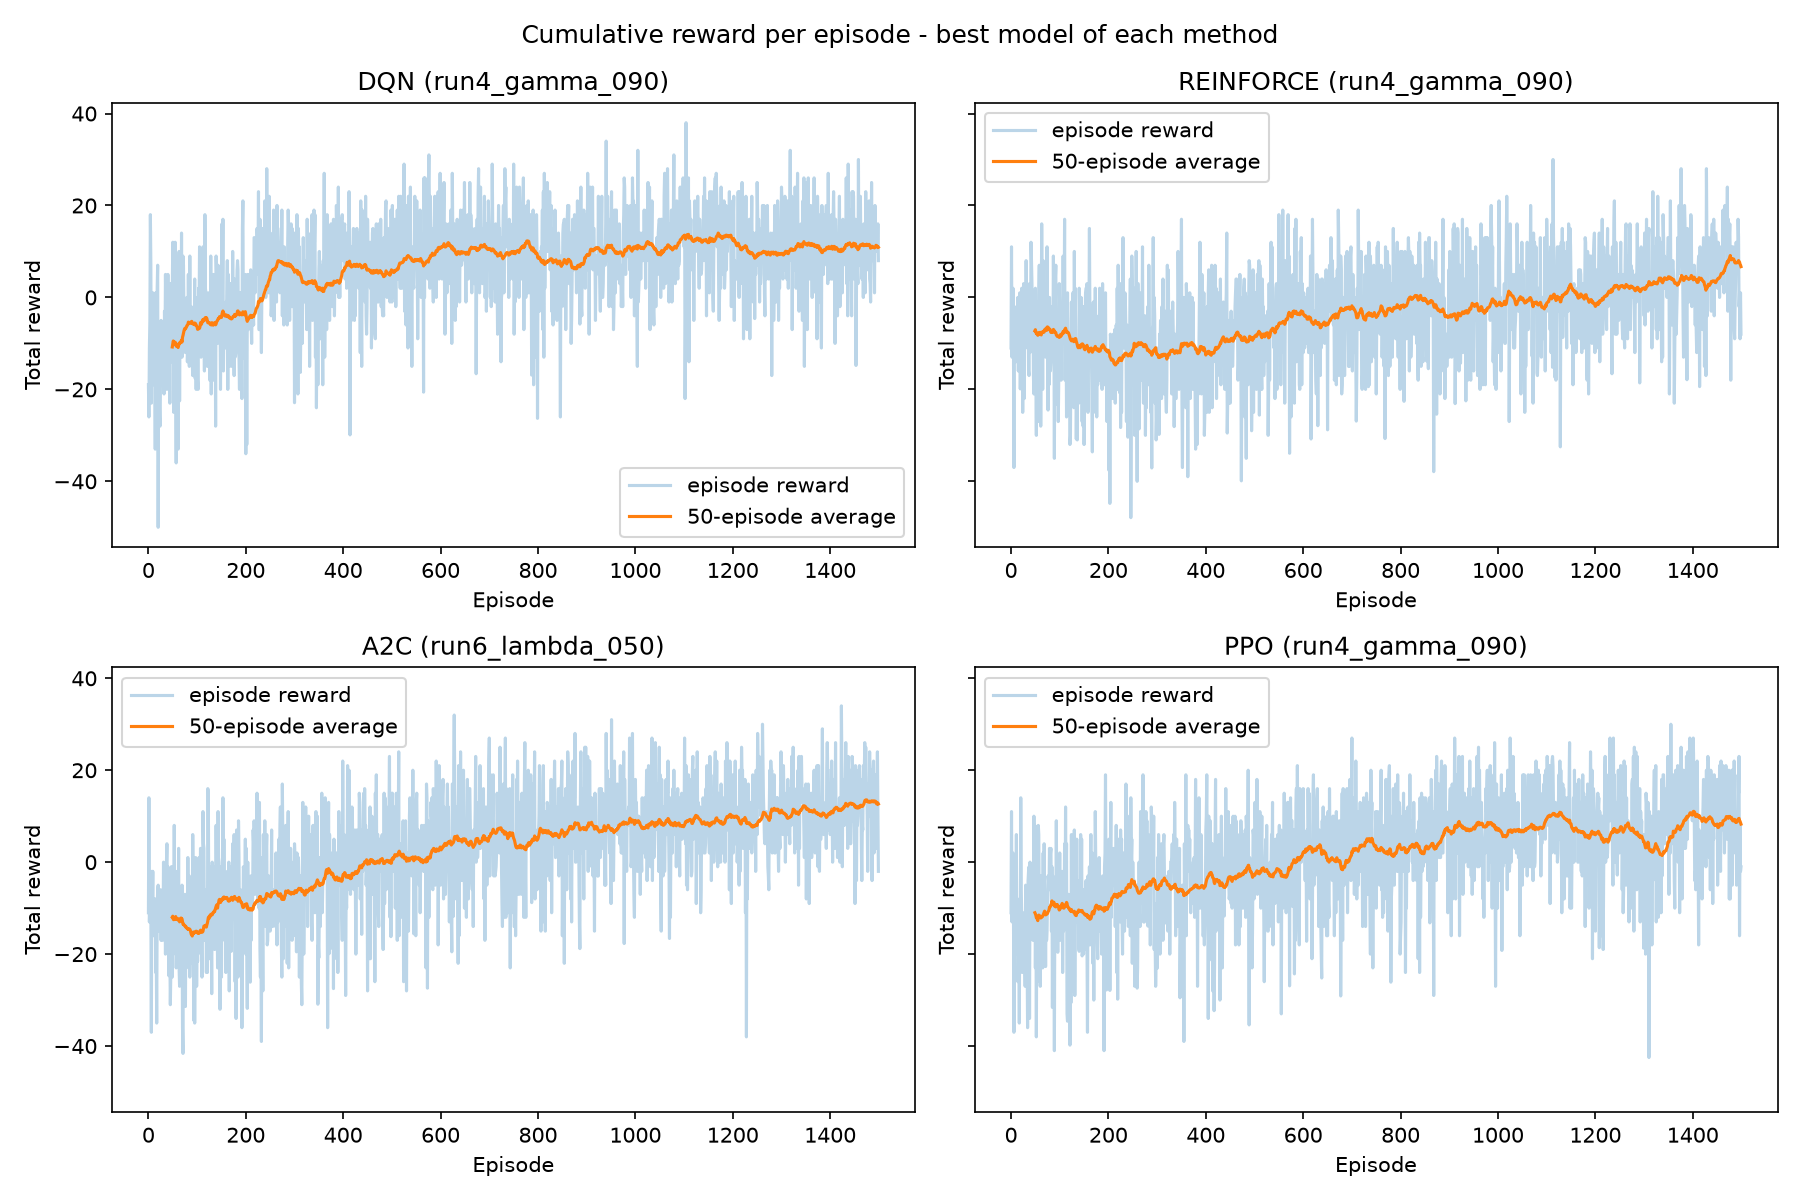 Cumulative reward per episode - best model of each method
DQN (run4_gamma_090)
40
20
0
−20
−40
Total reward
episode reward
50-episode average
0 200 400 600 800 1000 1200 1400
Episode
REINFORCE (run4_gamma_090)
episode reward
50-episode average
Total reward
0 200 400 600 800 1000 1200 1400
Episode
A2C (run6_lambda_050)
episode reward
50-episode average
40
20
0
−20
−40
Total reward
0 200 400 600 800 1000 1200 1400
Episode
PPO (run4_gamma_090)
episode reward
50-episode average
Total reward
0 200 400 600 800 1000 1200 1400
Episode